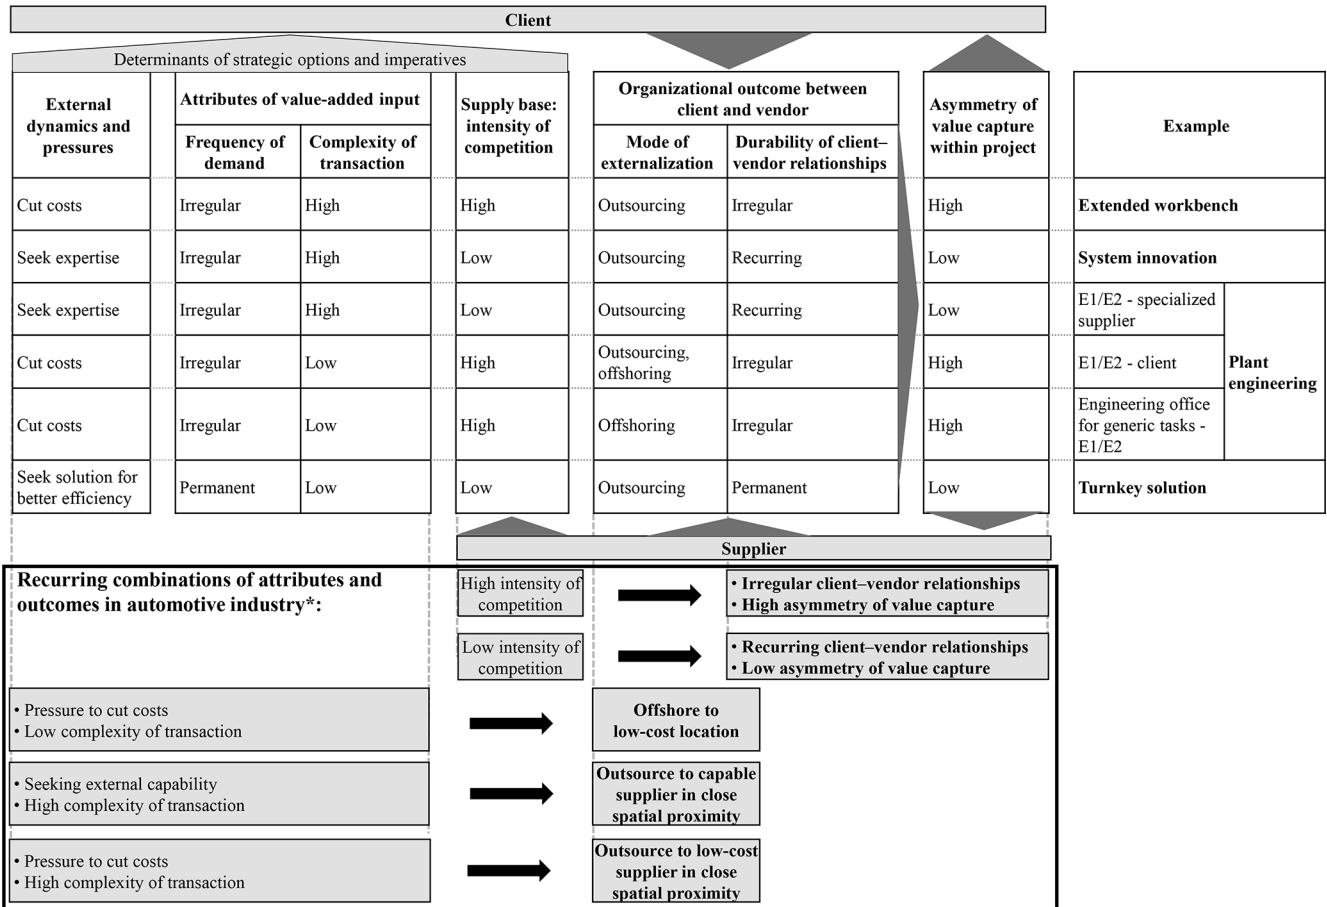 Client
Determinants of strategic options and imperatives
External
dynamics and
pressures
Attributes of value-added input
Frequency of
demand
Complexity of
transaction
Supply base:
intensity of
competition
Organizational outcome between
client and vendor
Mode of
externalization
Durability of client–
vendor relationships
Asymmetry of
value capture
within project
Example
Cut costs
Irregular
High
High
Outsourcing
Irregular
High
Extended workbench
Seek expertise
Irregular
High
Low
Outsourcing
Recurring
Low
System innovation
Seek expertise
Irregular
High
Low
Outsourcing
Recurring
Low
E1/E2 - specialized
supplier
Cut costs
Irregular
Low
High
Outsourcing,
offshoring
Irregular
High
E1/E2 - client
Plant
engineering
Cut costs
Irregular
Low
High
Offshoring
Irregular
High
Engineering office
for generic tasks -
E1/E2
Seek solution for
better efficiency
Permanent
Low
Low
Outsourcing
Permanent
Low
Turnkey solution
Supplier
Recurring combinations of attributes and
outcomes in automotive industry*:
High intensity of
competition
• Irregular client–vendor relationships
• High asymmetry of value capture
Low intensity of
competition
• Recurring client–vendor relationships
• Low asymmetry of value capture
• Pressure to cut costs
• Low complexity of transaction
Offshore to
low-cost location
• Seeking external capability
• High complexity of transaction
Outsource to capable
supplier in close
spatial proximity
• Pressure to cut costs
• High complexity of transaction
Outsource to low-cost
supplier in close
spatial proximity